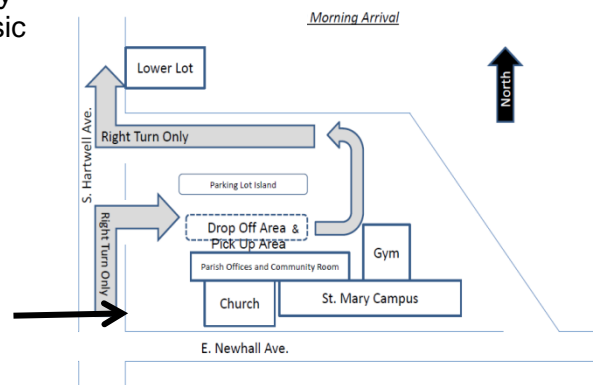 y
sic
Morning Arrival
Lower Lot
North
S. Hartwell Ave.
Right Turn Only
Parking Lot Island
Right Turn Only
Drop Off Area &
Pick Up Area
Gym
Parish Offices and Community Room
Church
St. Mary Campus
E. Newhall Ave.